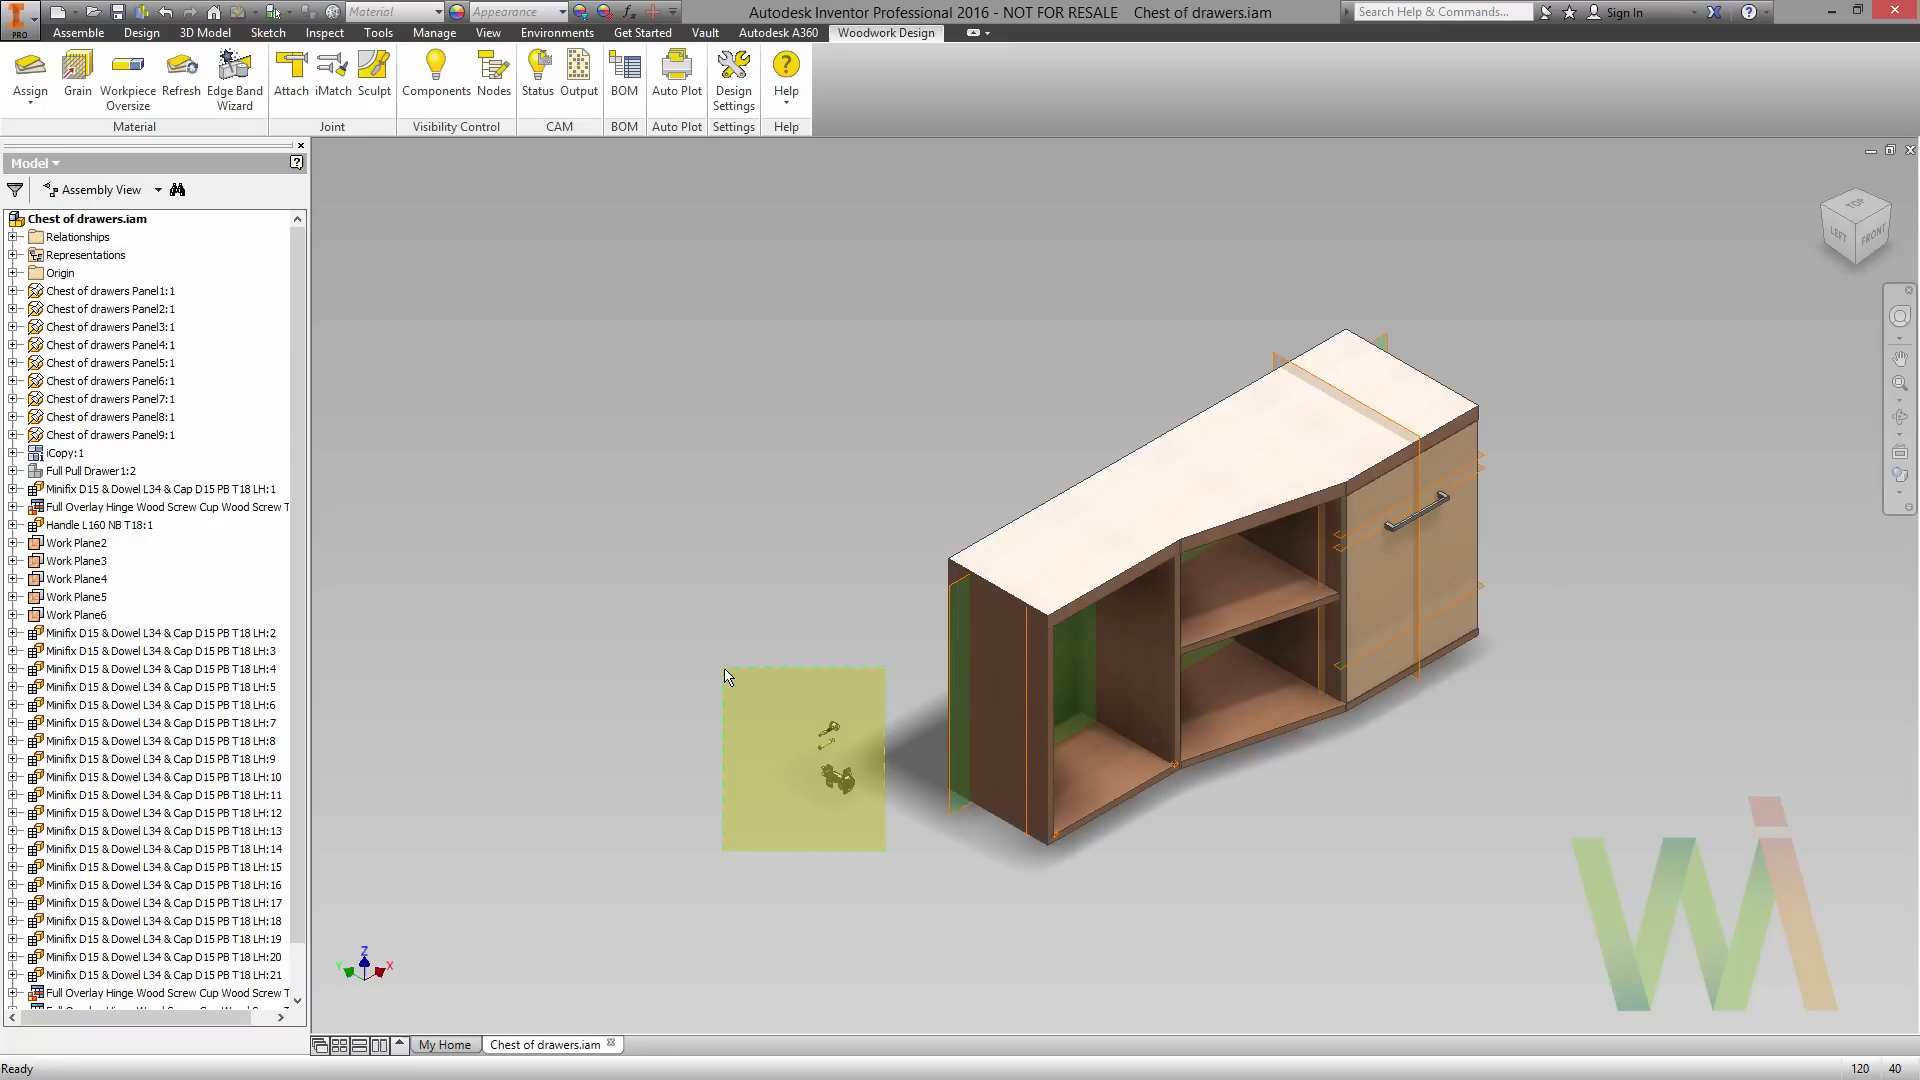 PRO
Material
Appearance
Autodesk Inventor Professional 2016 - NOT FOR RESALE Chest of drawers.iam
Search Help & Commands...
Sign In
Assemble Design 3D Model Sketch Inspect Tools Manage View Environments Get Started Vault Autodesk A360 Woodwork Design
Assign Grain Workpiece Oversize Refresh Edge Band Wizard Attach iMatch Sculpt Components Nodes Status Output BOM Auto Plot Design Settings Help
Material Joint Visibility Control CAM BOM Auto Plot Settings Help
Model
Assembly View
Chest of drawers.iam
Relationships
Representations
Origin
Chest of drawers Panel1:1
Chest of drawers Panel2:1
Chest of drawers Panel3:1
Chest of drawers Panel4:1
Chest of drawers Panel5:1
Chest of drawers Panel6:1
Chest of drawers Panel7:1
Chest of drawers Panel8:1
Chest of drawers Panel9:1
iCopy:1
Full Pull Drawer1:2
Minifix D15 & Dowel L34 & Cap D15 PB T18 LH:1
Full Overlay Hinge Wood Screw Cup Wood Screw T
Handle L160 NB T18:1
Work Plane2
Work Plane3
Work Plane4
Work Plane5
Work Plane6
Minifix D15 & Dowel L34 & Cap D15 PB T18 LH:2
Minifix D15 & Dowel L34 & Cap D15 PB T18 LH:3
Minifix D15 & Dowel L34 & Cap D15 PB T18 LH:4
Minifix D15 & Dowel L34 & Cap D15 PB T18 LH:5
Minifix D15 & Dowel L34 & Cap D15 PB T18 LH:6
Minifix D15 & Dowel L34 & Cap D15 PB T18 LH:7
Minifix D15 & Dowel L34 & Cap D15 PB T18 LH:8
Minifix D15 & Dowel L34 & Cap D15 PB T18 LH:9
Minifix D15 & Dowel L34 & Cap D15 PB T18 LH:10
Minifix D15 & Dowel L34 & Cap D15 PB T18 LH:11
Minifix D15 & Dowel L34 & Cap D15 PB T18 LH:12
Minifix D15 & Dowel L34 & Cap D15 PB T18 LH:13
Minifix D15 & Dowel L34 & Cap D15 PB T18 LH:14
Minifix D15 & Dowel L34 & Cap D15 PB T18 LH:15
Minifix D15 & Dowel L34 & Cap D15 PB T18 LH:16
Minifix D15 & Dowel L34 & Cap D15 PB T18 LH:17
Minifix D15 & Dowel L34 & Cap D15 PB T18 LH:18
Minifix D15 & Dowel L34 & Cap D15 PB T18 LH:19
Minifix D15 & Dowel L34 & Cap D15 PB T18 LH:20
Minifix D15 & Dowel L34 & Cap D15 PB T18 LH:21
Full Overlay Hinge Wood Screw Cup Wood Screw T
TOP
LEFT
FRONT
Z
Y
X
My Home
Chest of drawers.iam
Ready
120 40